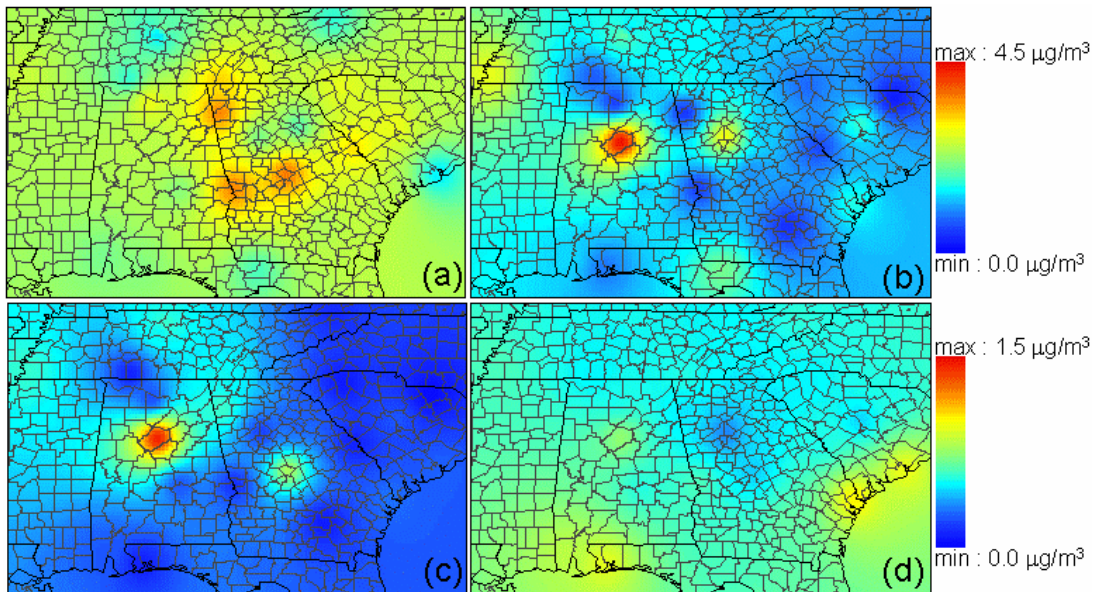 (a)
(b)
max : 4.5 µg/m³
min : 0.0 µg/m³
(c)
(d)
max : 1.5 µg/m³
min : 0.0 µg/m³